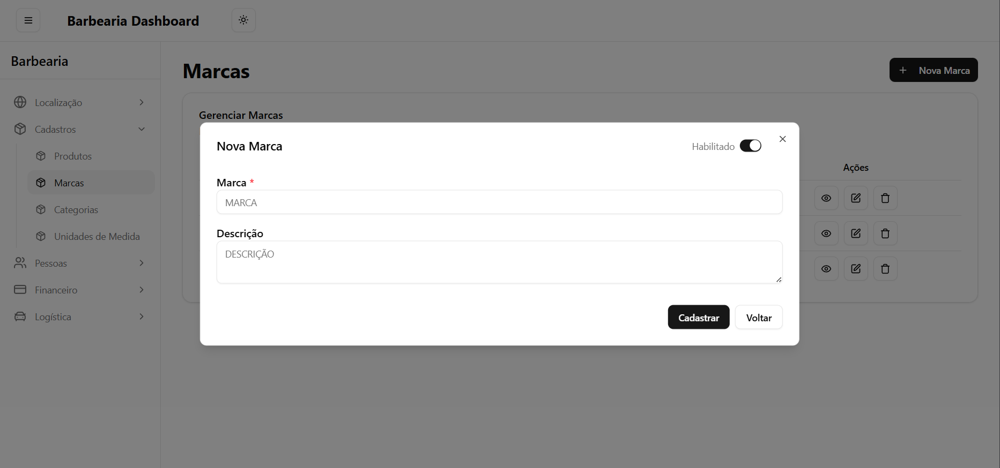 Barbearia Dashboard
Barbearia
Localização
Cadastros
Produtos
Marcas
Categorias
Unidades de Medida
Pessoas
Financeiro
Logística
Marcas
Nova Marca
Gerenciar Marcas
Ações
Nova Marca
Habilitado
Marca *
MARCA
Descrição
DESCRIÇÃO
Cadastrar
Voltar